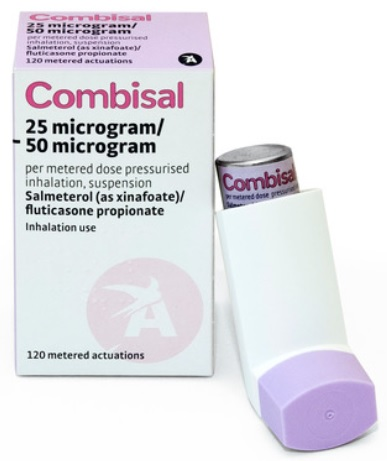 Combisal
25 microgram/
50 microgram
per metered dose pressurised
inhalation, suspension
Salmeterol (as xinafoate)/
fluticasone propionate
120 metered actuations
A
Combisal
25 microgram/
50 microgram
per metered dose pressurised
inhalation, suspension
Salmeterol (as xinafoate)/
fluticasone propionate
Inhalation use
A
120 metered actuations
Combisal
per metered dose pressurised